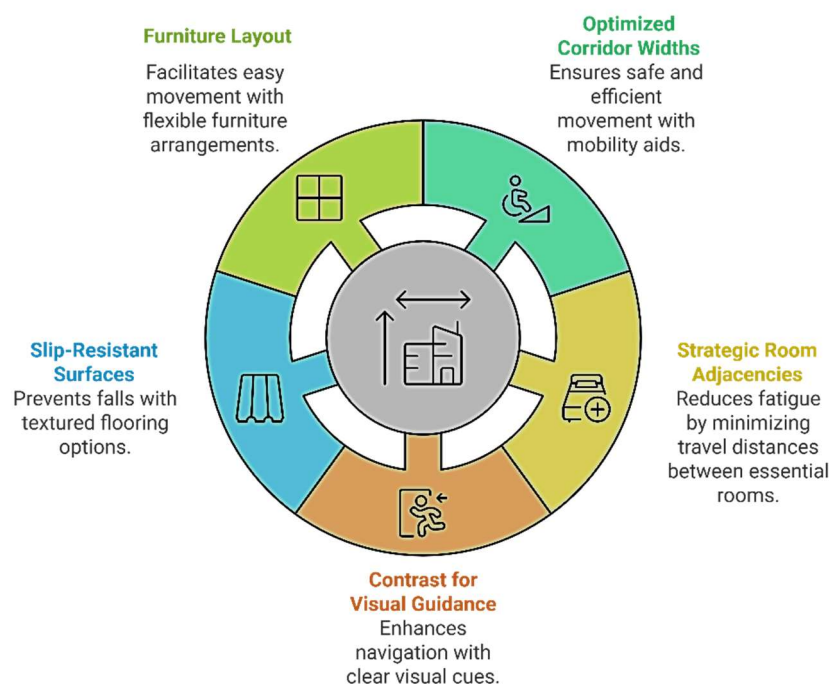 Furniture Layout
Facilitates easy
movement with
flexible furniture
arrangements.
Optimized
Corridor Widths
Ensures safe and
efficient
movement with
mobility aids.
Slip-Resistant
Surfaces
Prevents falls with
textured flooring
options.
Strategic Room
Adjacencies
Reduces fatigue
by minimizing
travel distances
between essential
rooms.
Contrast for
Visual Guidance
Enhances
navigation with
clear visual cues.